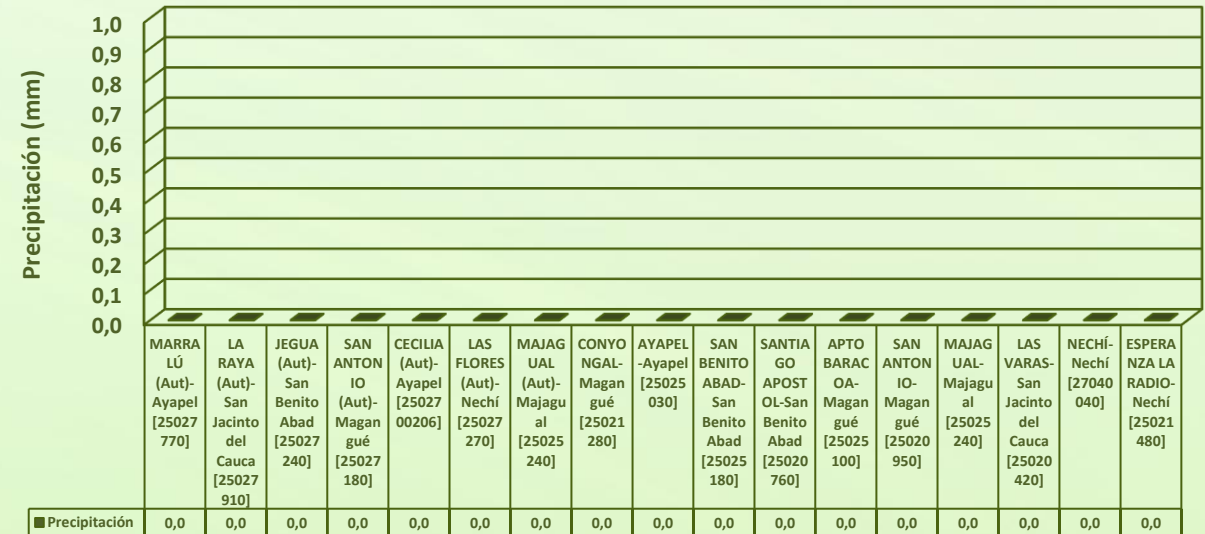 Precipitación (mm)
1,0
0,9
0,8
0,7
0,6
0,5
0,4
0,3
0,2
0,1
0,0
MARRA
LÚ
(Aut)-
Ayapel
[25027
770]
LA
RAYA
(Aut)-
San
Jacinto
del
Cauca
[25027
910]
JEGUA
(Aut)-
San
Benito
Abad
[25027
240]
SAN
ANTON
IO
(Aut)-
Magan
gué
[25027
180]
CECILIA
(Aut)-
Ayapel
[25027
00206]
LAS
FLORES
(Aut)-
Nechí
[25027
270]
MAJAG
UAL
(Aut)-
Majagu
al
[25025
240]
CONYO
NGAL-
Magan
gué
[25021
280]
AYAPEL
-Ayapel
[25025
030]
SAN
BENITO
ABAD-
San
Benito
Abad
[25025
180]
SANTIA
GO
APOST
OL-San
Benito
Abad
[25020
760]
APTO
BARAC
OA-
Magan
gué
[25025
100]
SAN
ANTON
IO-
Magan
gué
[25020
950]
MAJAG
UAL-
Majagu
al
[25025
240]
LAS
VARAS-
San
Jacinto
del
Cauca
[25020
420]
NECHÍ-
Nechí
[27040
040]
ESPERA
NZA LA
RADIO-
Nechí
[25021
480]
Precipitación 0,0 0,0 0,0 0,0 0,0 0,0 0,0 0,0 0,0 0,0 0,0 0,0 0,0 0,0 0,0 0,0 0,0